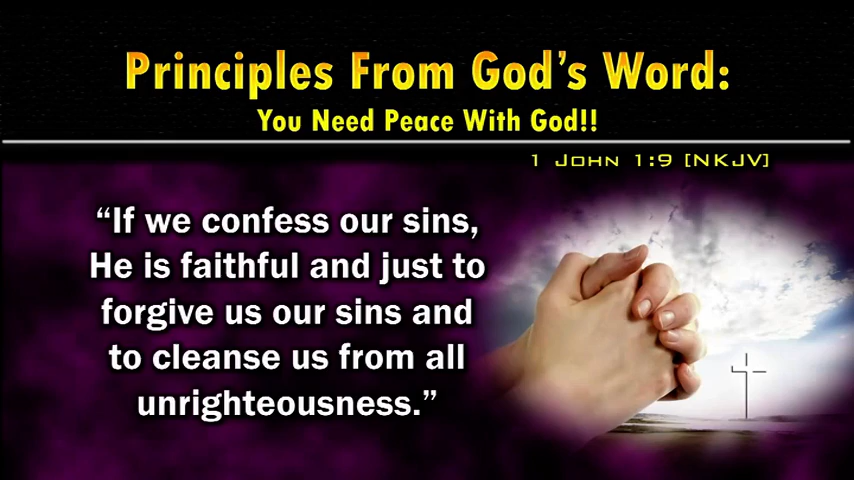 Principles From God’s Word:
You Need Peace With God!!
1 John 1:9 [NKJV]
“If we confess our sins,
He is faithful and just to
forgive us our sins and
to cleanse us from all
unrighteousness.”